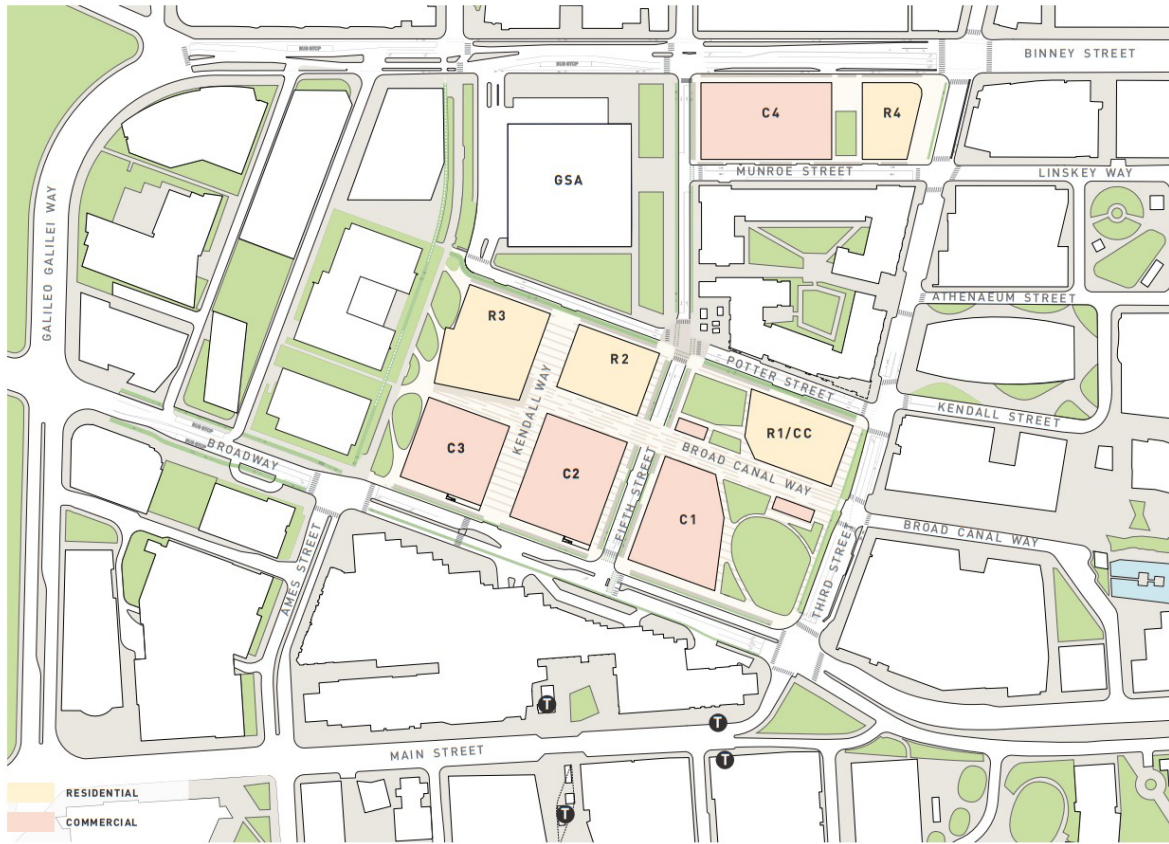 BUS STOP
BUS STOP
BINNEY STREET
C4
R4
MUNROE STREET
LINSKEY WAY
GSA
GALILEO GALILEI WAY
ATHENAEUM STREET
R3
R2
KENDALL WAY
POTTER STREET
KENDALL STREET
R1/CC
BUS STOP
BUS STOP
BROADWAY
C3
C2
BROAD CANAL WAY
FIFTH STREET
C1
BROAD CANAL WAY
AMES STREET
THIRD STREET
T
T
T
T
MAIN STREET
RESIDENTIAL
COMMERCIAL